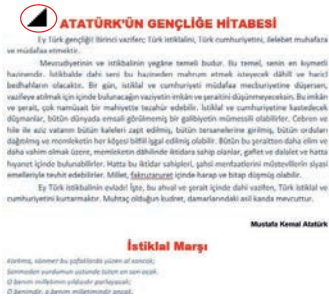 ATATÜRK'ÜN GENÇLİĞE HİTABESİ
Ey Türk gençliği! Birinci vazifen; Türk istiklalini, Türk cumhuriyetini, ilelebet muhafaza
ve müdafaa etmektir.
Mevcudiyetinin ve istikbalinin yegâne temeli budur. Bu temel, senin en kıymetli
hazinendir. İstikbalde dahi seni bu hazineden mahrum etmek isteyecek dâhilî ve haricî
bedhahların olacaktır. Bir gün, istiklal ve cumhuriyeti müdafaa mecburiyetine düşersen,
vazifeye atılmak için içinde bulunacağın vaziyetin imkân ve şeraitini düşünmeyeceksin. Bu imkân
ve şerait, çok namüsait bir mahiyette tezahür edebilir. İstiklal ve cumhuriyetine kastedecek
düşmanlar, bütün dünyada emsali görülmemiş bir galibiyetin mümessili olabilirler. Cebren ve
hile ile aziz vatanın bütün kaleleri zapt edilmiş, bütün tersanelerine girilmiş, bütün orduları
dağıtılmış ve memleketin her köşesi bilfiil işgal edilmiş olabilir. Bütün bu şeraitten daha elim ve
daha vahim olmak üzere, memleketin dâhilinde iktidara sahip olanlar, gaflet ve dalalet ve hatta
hıyanet içinde bulunabilirler. Hatta bu iktidar sahipleri, şahsi menfaatlerini müstevlilerin siyasi
emelleriyle tevhit edebilirler. Millet, fakruzaruret içinde harap ve bitap düşmüş olabilir.
Ey Türk istikbalinin evladı! İşte, bu ahval ve şerait içinde dahi vazifen, Türk istiklal ve
cumhuriyetini kurtarmaktır. Muhtaç olduğun kudret, damarlarındaki asil kanda mevcuttur.
Mustafa Kemal Atatürk
İstiklal Marşı
Korkma, sönmez bu şafaklarda yüzen al sancak;
Sönmeden yurdumun üstünde tüten en son ocak.
O benim milletimin yıldızıdır parlayacak;
O benimdir, o benim milletimindir ancak.